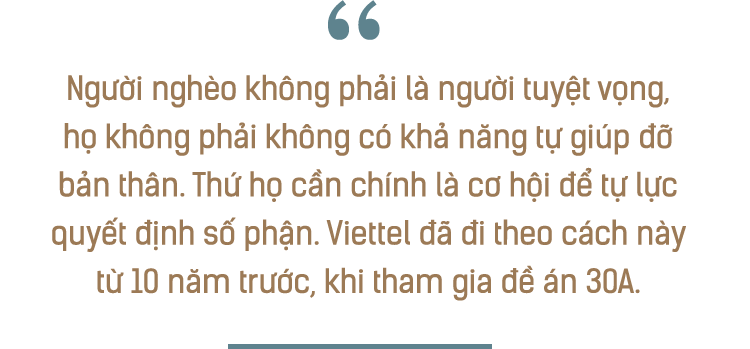 “
Người nghèo không phải là người tuyệt vọng,
họ không phải không có khả năng tự giúp đỡ
bản thân. Thứ họ cần chính là cơ hội để tự lực
quyết định số phận. Viettel đã đi theo cách này
từ 10 năm trước, khi tham gia đề án 30A.